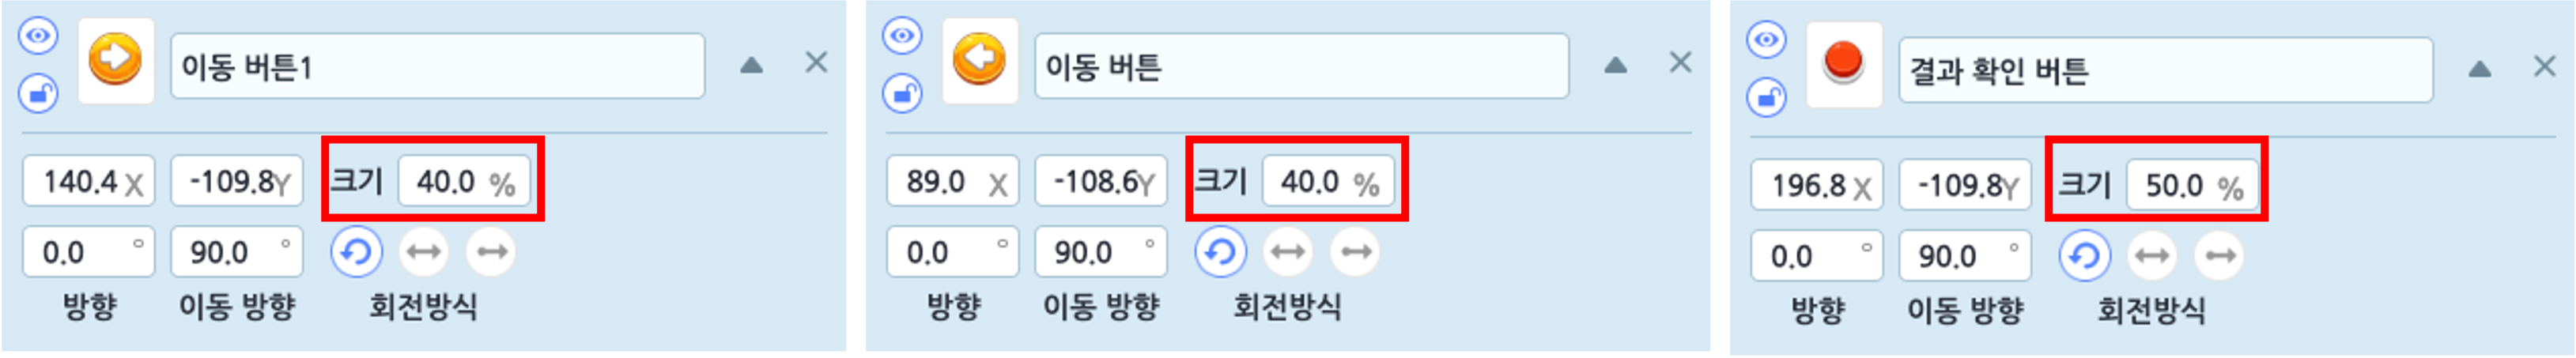 이동 버튼1
140.4 X -109.8Y 크기 40.0 %
0.0 ° 90.0 °
방향 이동 방향 회전방식
이동 버튼
89.0 X -108.6Y 크기 40.0 %
0.0 ° 90.0 °
방향 이동 방향 회전방식
결과 확인 버튼
196.8 X -109.8Y 크기 50.0 %
0.0 ° 90.0 °
방향 이동 방향 회전방식